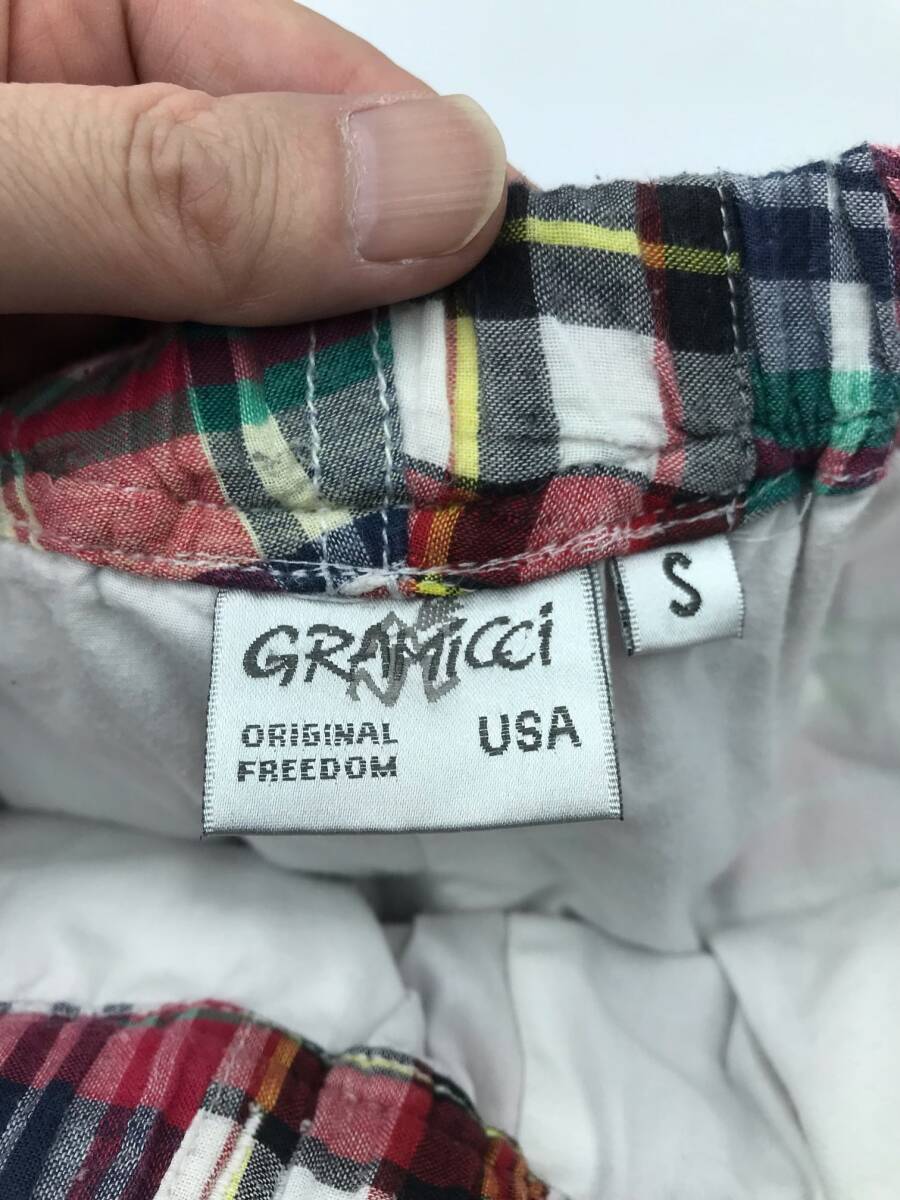 GRAMiCCi
S
ORIGINAL
FREEDOM
USA